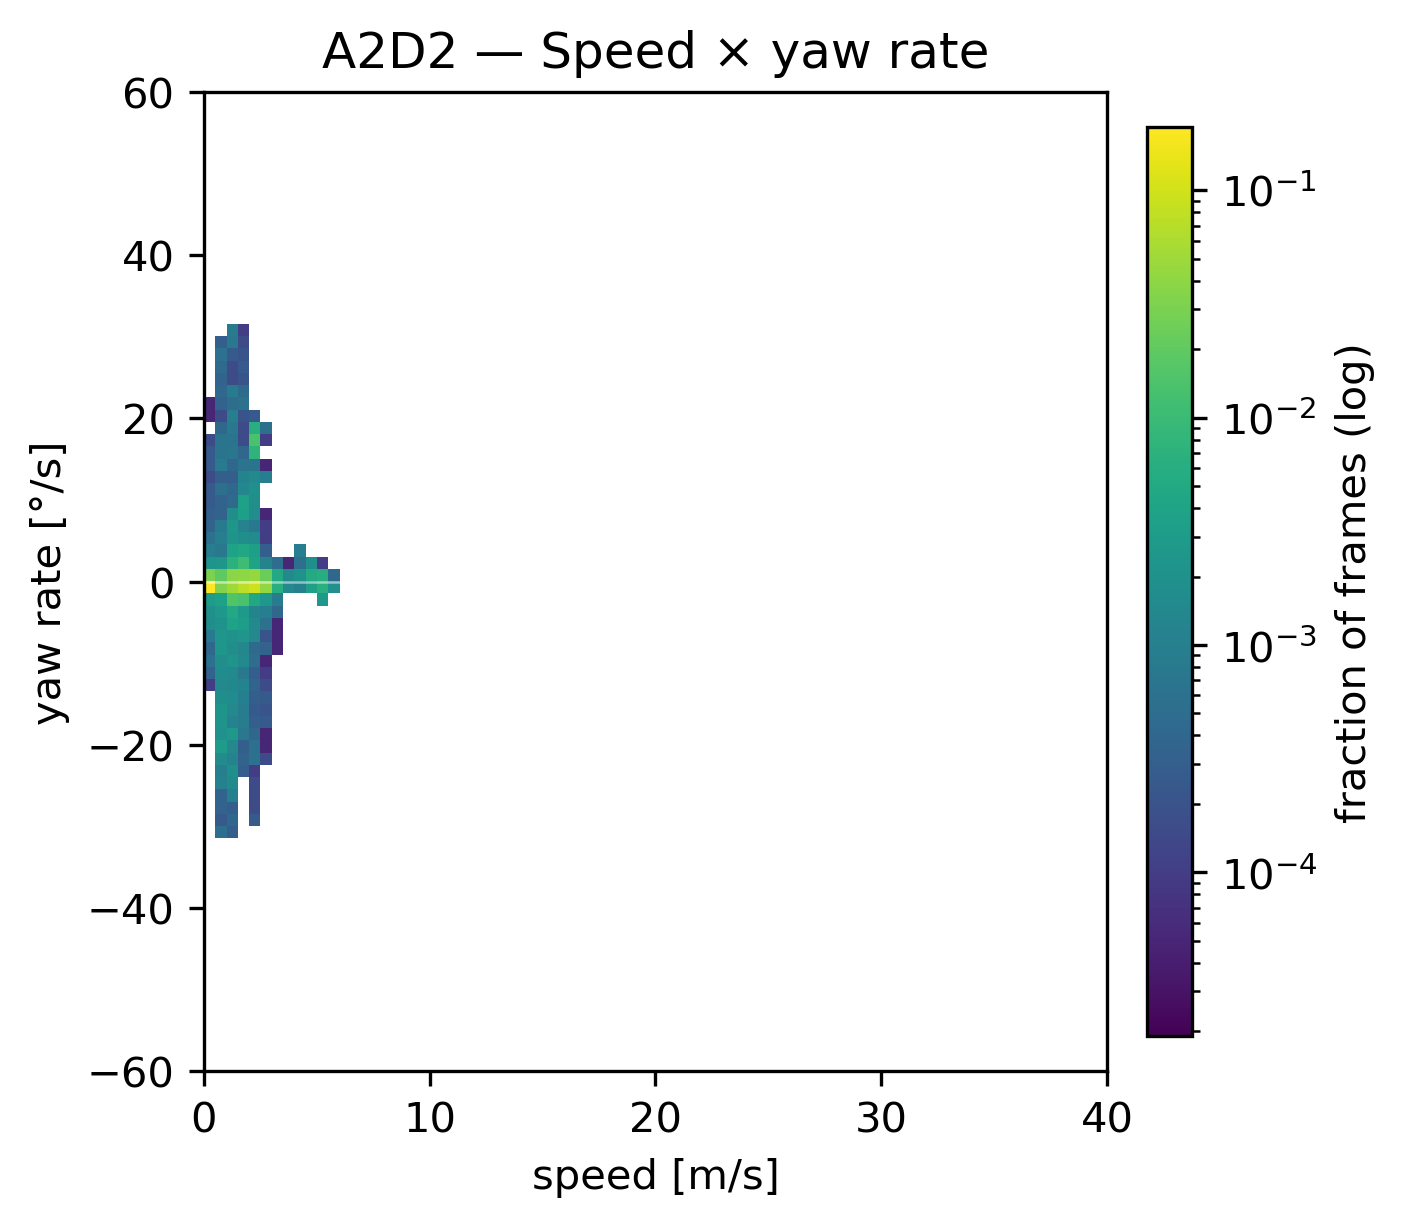 A2D2 — Speed × yaw rate
60
40
20
0
−20
−40
−60
yaw rate [°/s]
0 10 20 30 40
speed [m/s]
10⁻¹
10⁻²
10⁻³
10⁻⁴
fraction of frames (log)